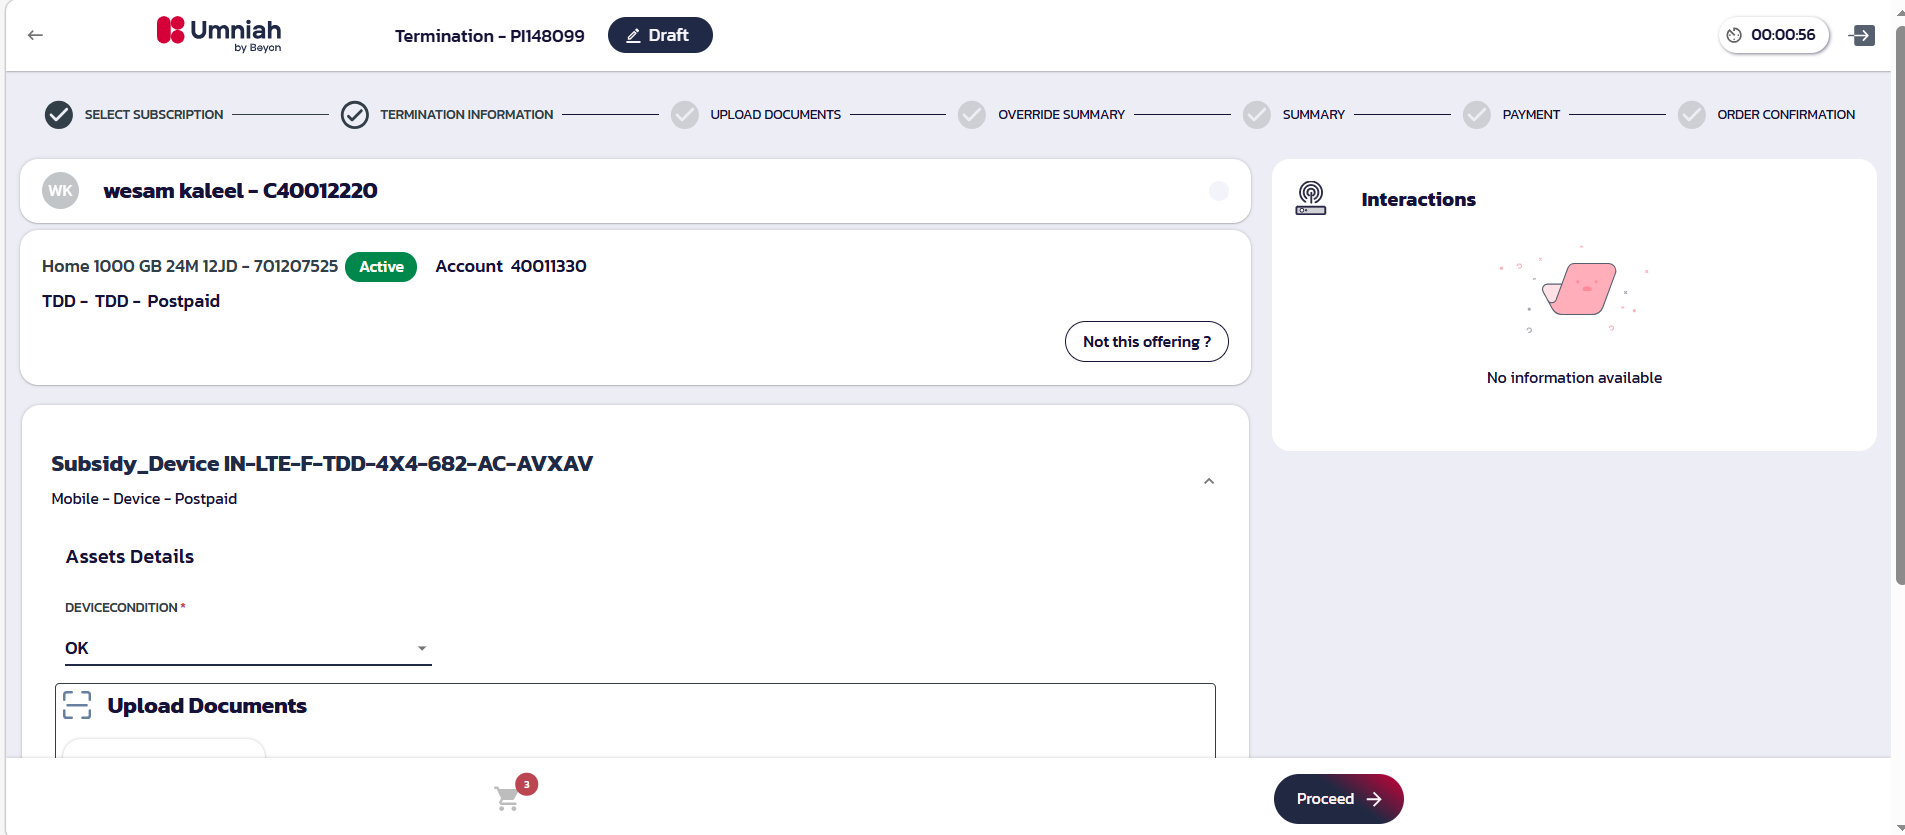 Umniah
by Beyon
Termination - PI148099
Draft
00:00:56
SELECT SUBSCRIPTION
TERMINATION INFORMATION
UPLOAD DOCUMENTS
OVERRIDE SUMMARY
SUMMARY
PAYMENT
ORDER CONFIRMATION
WK
wesam kaleel - C40012220
Home 1000 GB 24M 12JD - 701207525 Active Account 40011330
TDD - TDD - Postpaid
Not this offering ?
Interactions
No information available
Subsidy_Device IN-LTE-F-TDD-4X4-682-AC-AVXAV
Mobile - Device - Postpaid
Assets Details
DEVICECONDITION *
OK
Upload Documents
3
Proceed